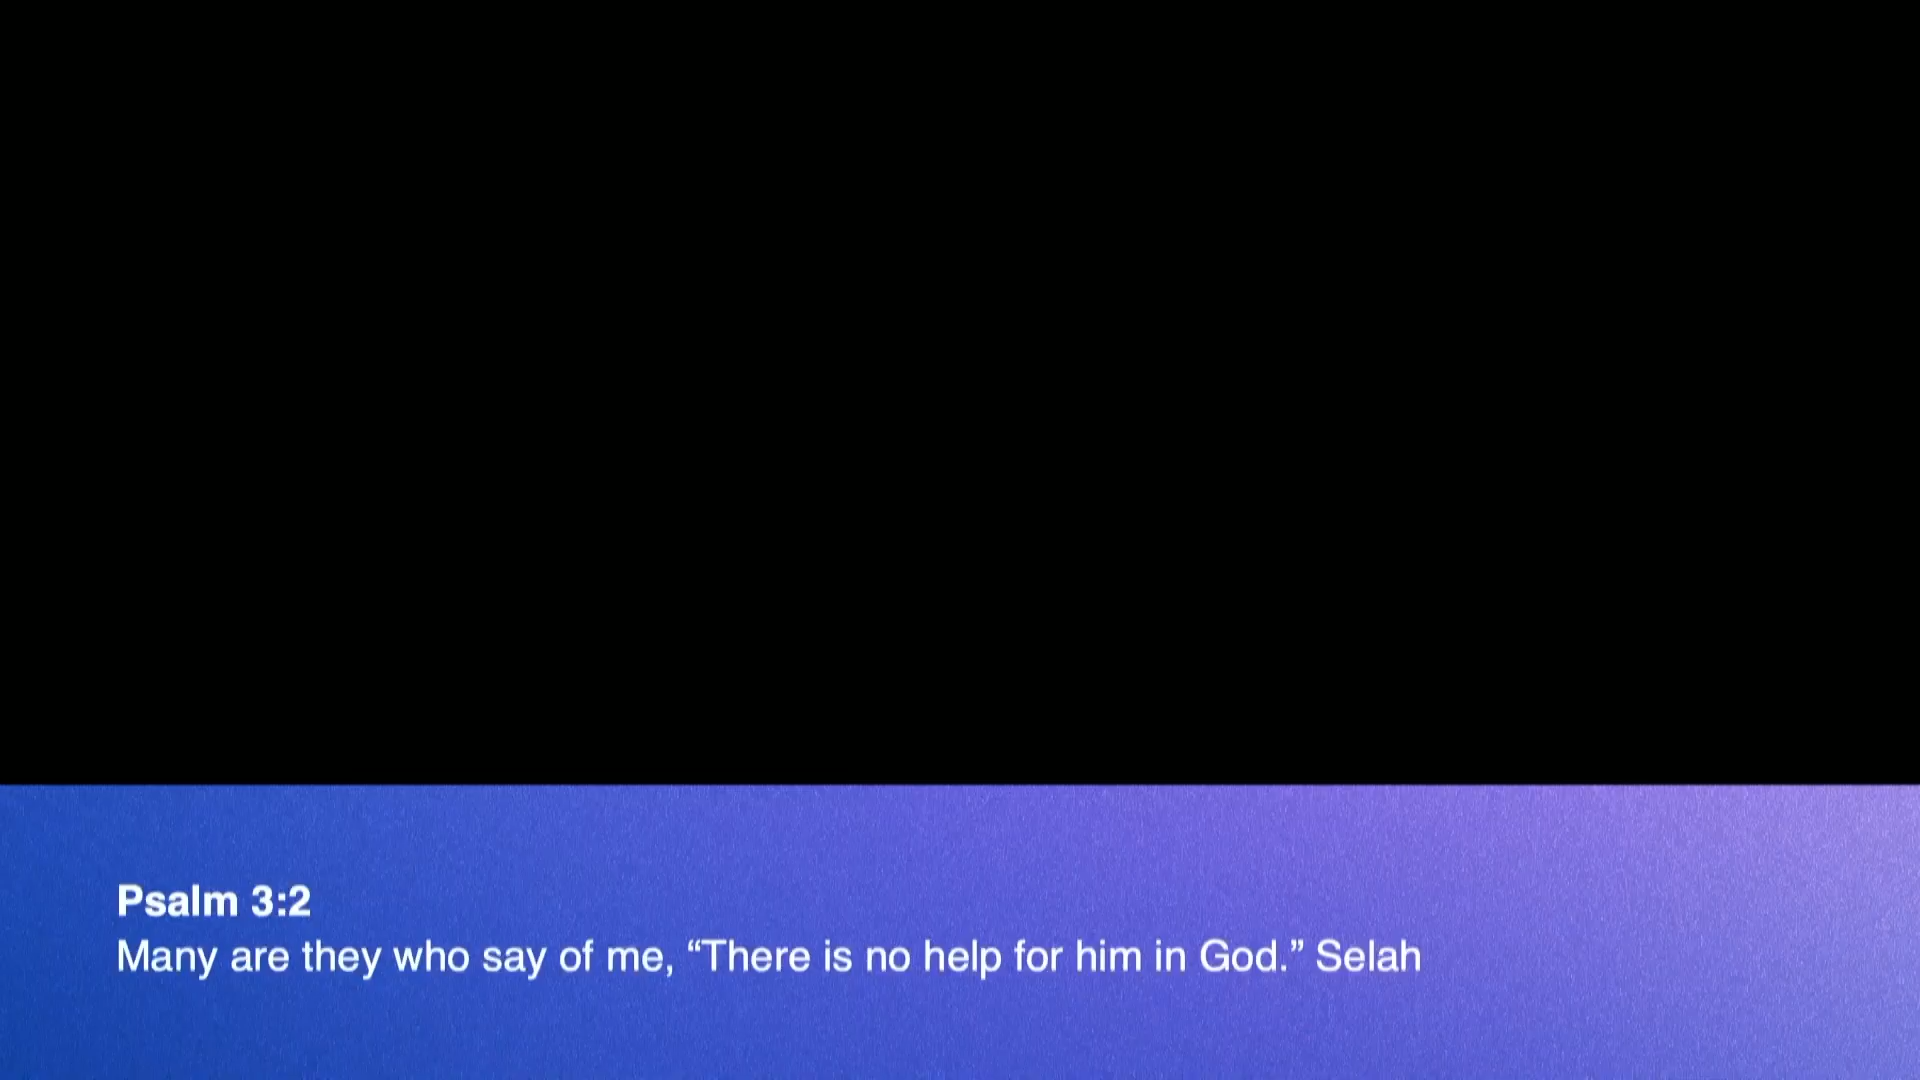 Psalm 3:2
Many are they who say of me, “There is no help for him in God.” Selah